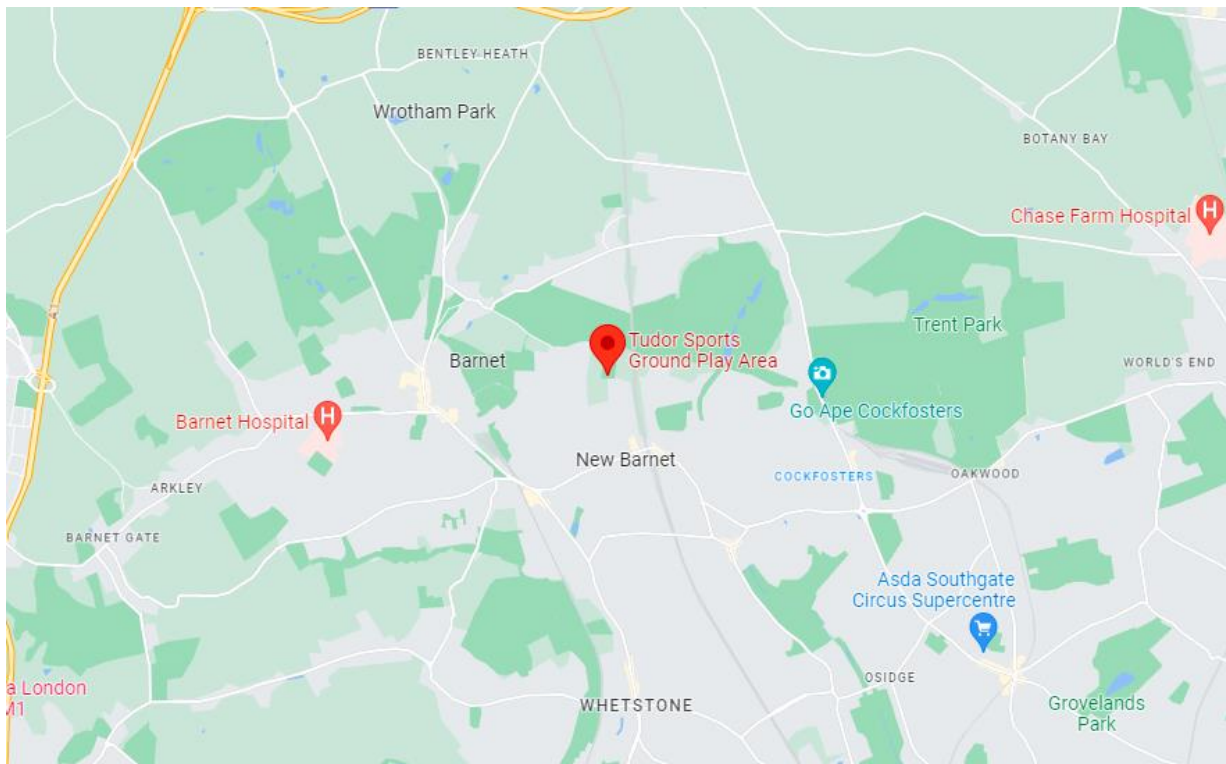 BENTLEY HEATH
Wrotham Park
BOTANY BAY
Chase Farm Hospital
H
Trent Park
Tudor Sports
Ground Play Area
Barnet
WORLD'S END
Go Ape Cockfosters
Barnet Hospital
H
New Barnet
COCKFOSTERS
OAKWOOD
ARKLEY
BARNET GATE
Asda Southgate
Circus Supercentre
OSIDGE
a London
M1
WHETSTONE
Grovelands
Park
A1